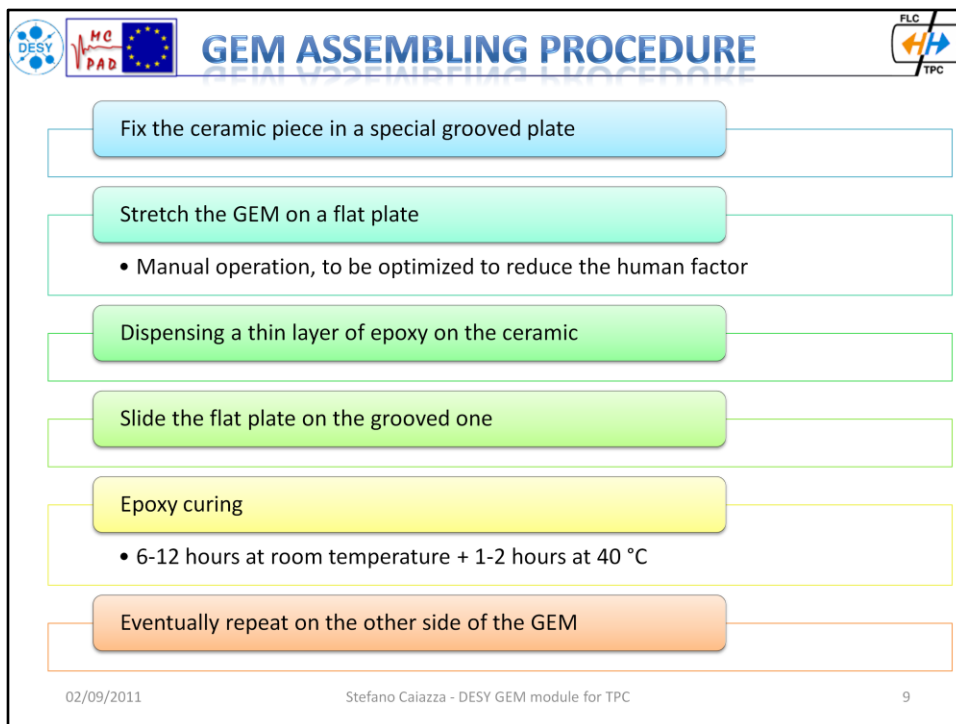 DESY
MC
PAD
GEM ASSEMBLING PROCEDURE
FLC
TPC
Fix the ceramic piece in a special grooved plate
Stretch the GEM on a flat plate
• Manual operation, to be optimized to reduce the human factor
Dispensing a thin layer of epoxy on the ceramic
Slide the flat plate on the grooved one
Epoxy curing
• 6-12 hours at room temperature + 1-2 hours at 40 °C
Eventually repeat on the other side of the GEM
02/09/2011
Stefano Caiazza - DESY GEM module for TPC
9